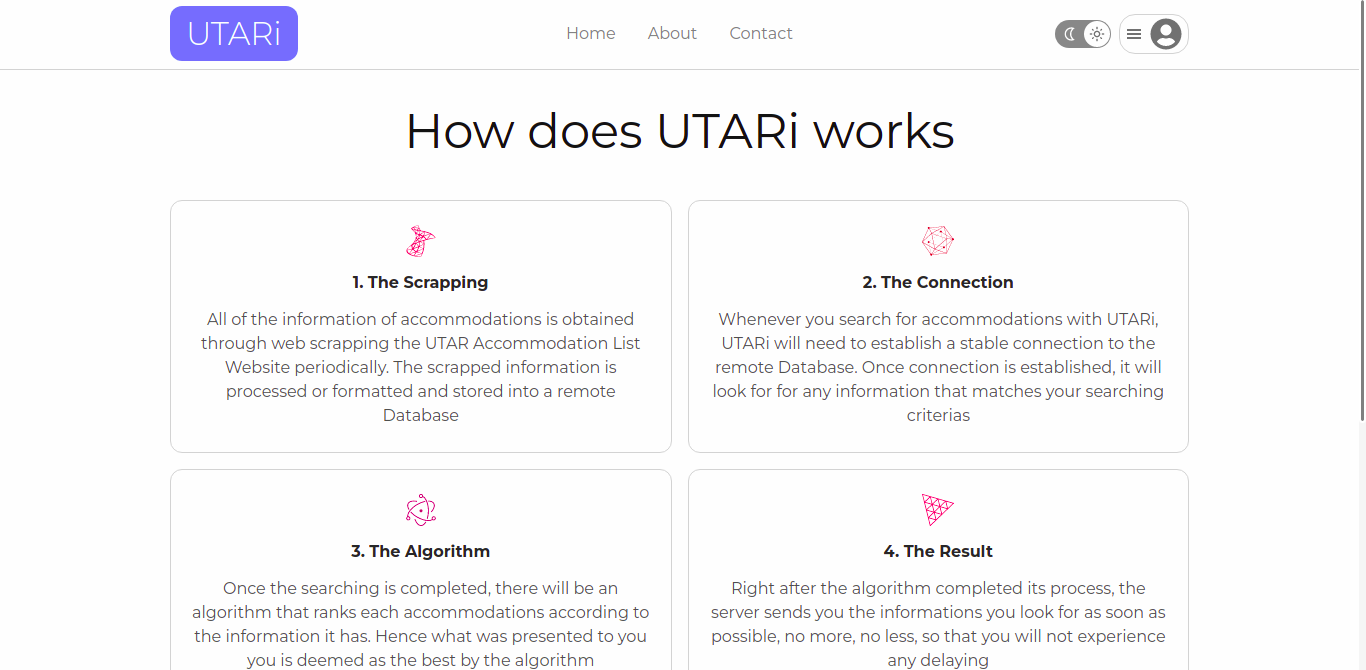 UTARi
Home
About
Contact
How does UTARi works
1. The Scrapping
All of the information of accommodations is obtained
through web scrapping the UTAR Accommodation List
Website periodically. The scrapped information is
processed or formatted and stored into a remote
Database
2. The Connection
Whenever you search for accommodations with UTARi,
UTARi will need to establish a stable connection to the
remote Database. Once connection is established, it will
look for for any information that matches your searching
criterias
3. The Algorithm
Once the searching is completed, there will be an
algorithm that ranks each accommodations according to
the information it has. Hence what was presented to you
you is deemed as the best by the algorithm
4. The Result
Right after the algorithm completed its process, the
server sends you the informations you look for as soon as
possible, no more, no less, so that you will not experience
any delaying